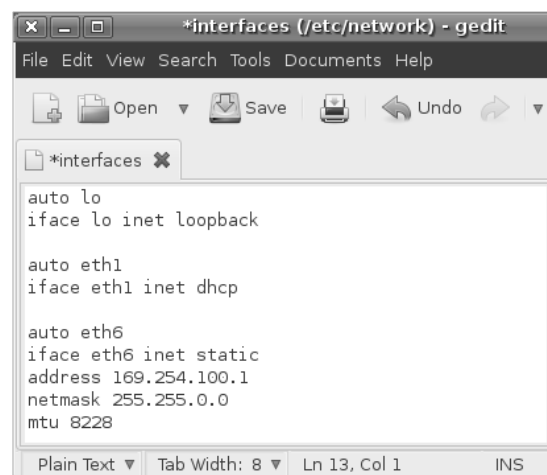 *interfaces (/etc/network) - gedit
File Edit View Search Tools Documents Help
Open Save Undo
*interfaces
auto lo
iface lo inet loopback
auto eth1
iface eth1 inet dhcp
auto eth6
iface eth6 inet static
address 169.254.100.1
netmask 255.255.0.0
mtu 8228
Plain Text Tab Width: 8 Ln 13, Col 1 INS